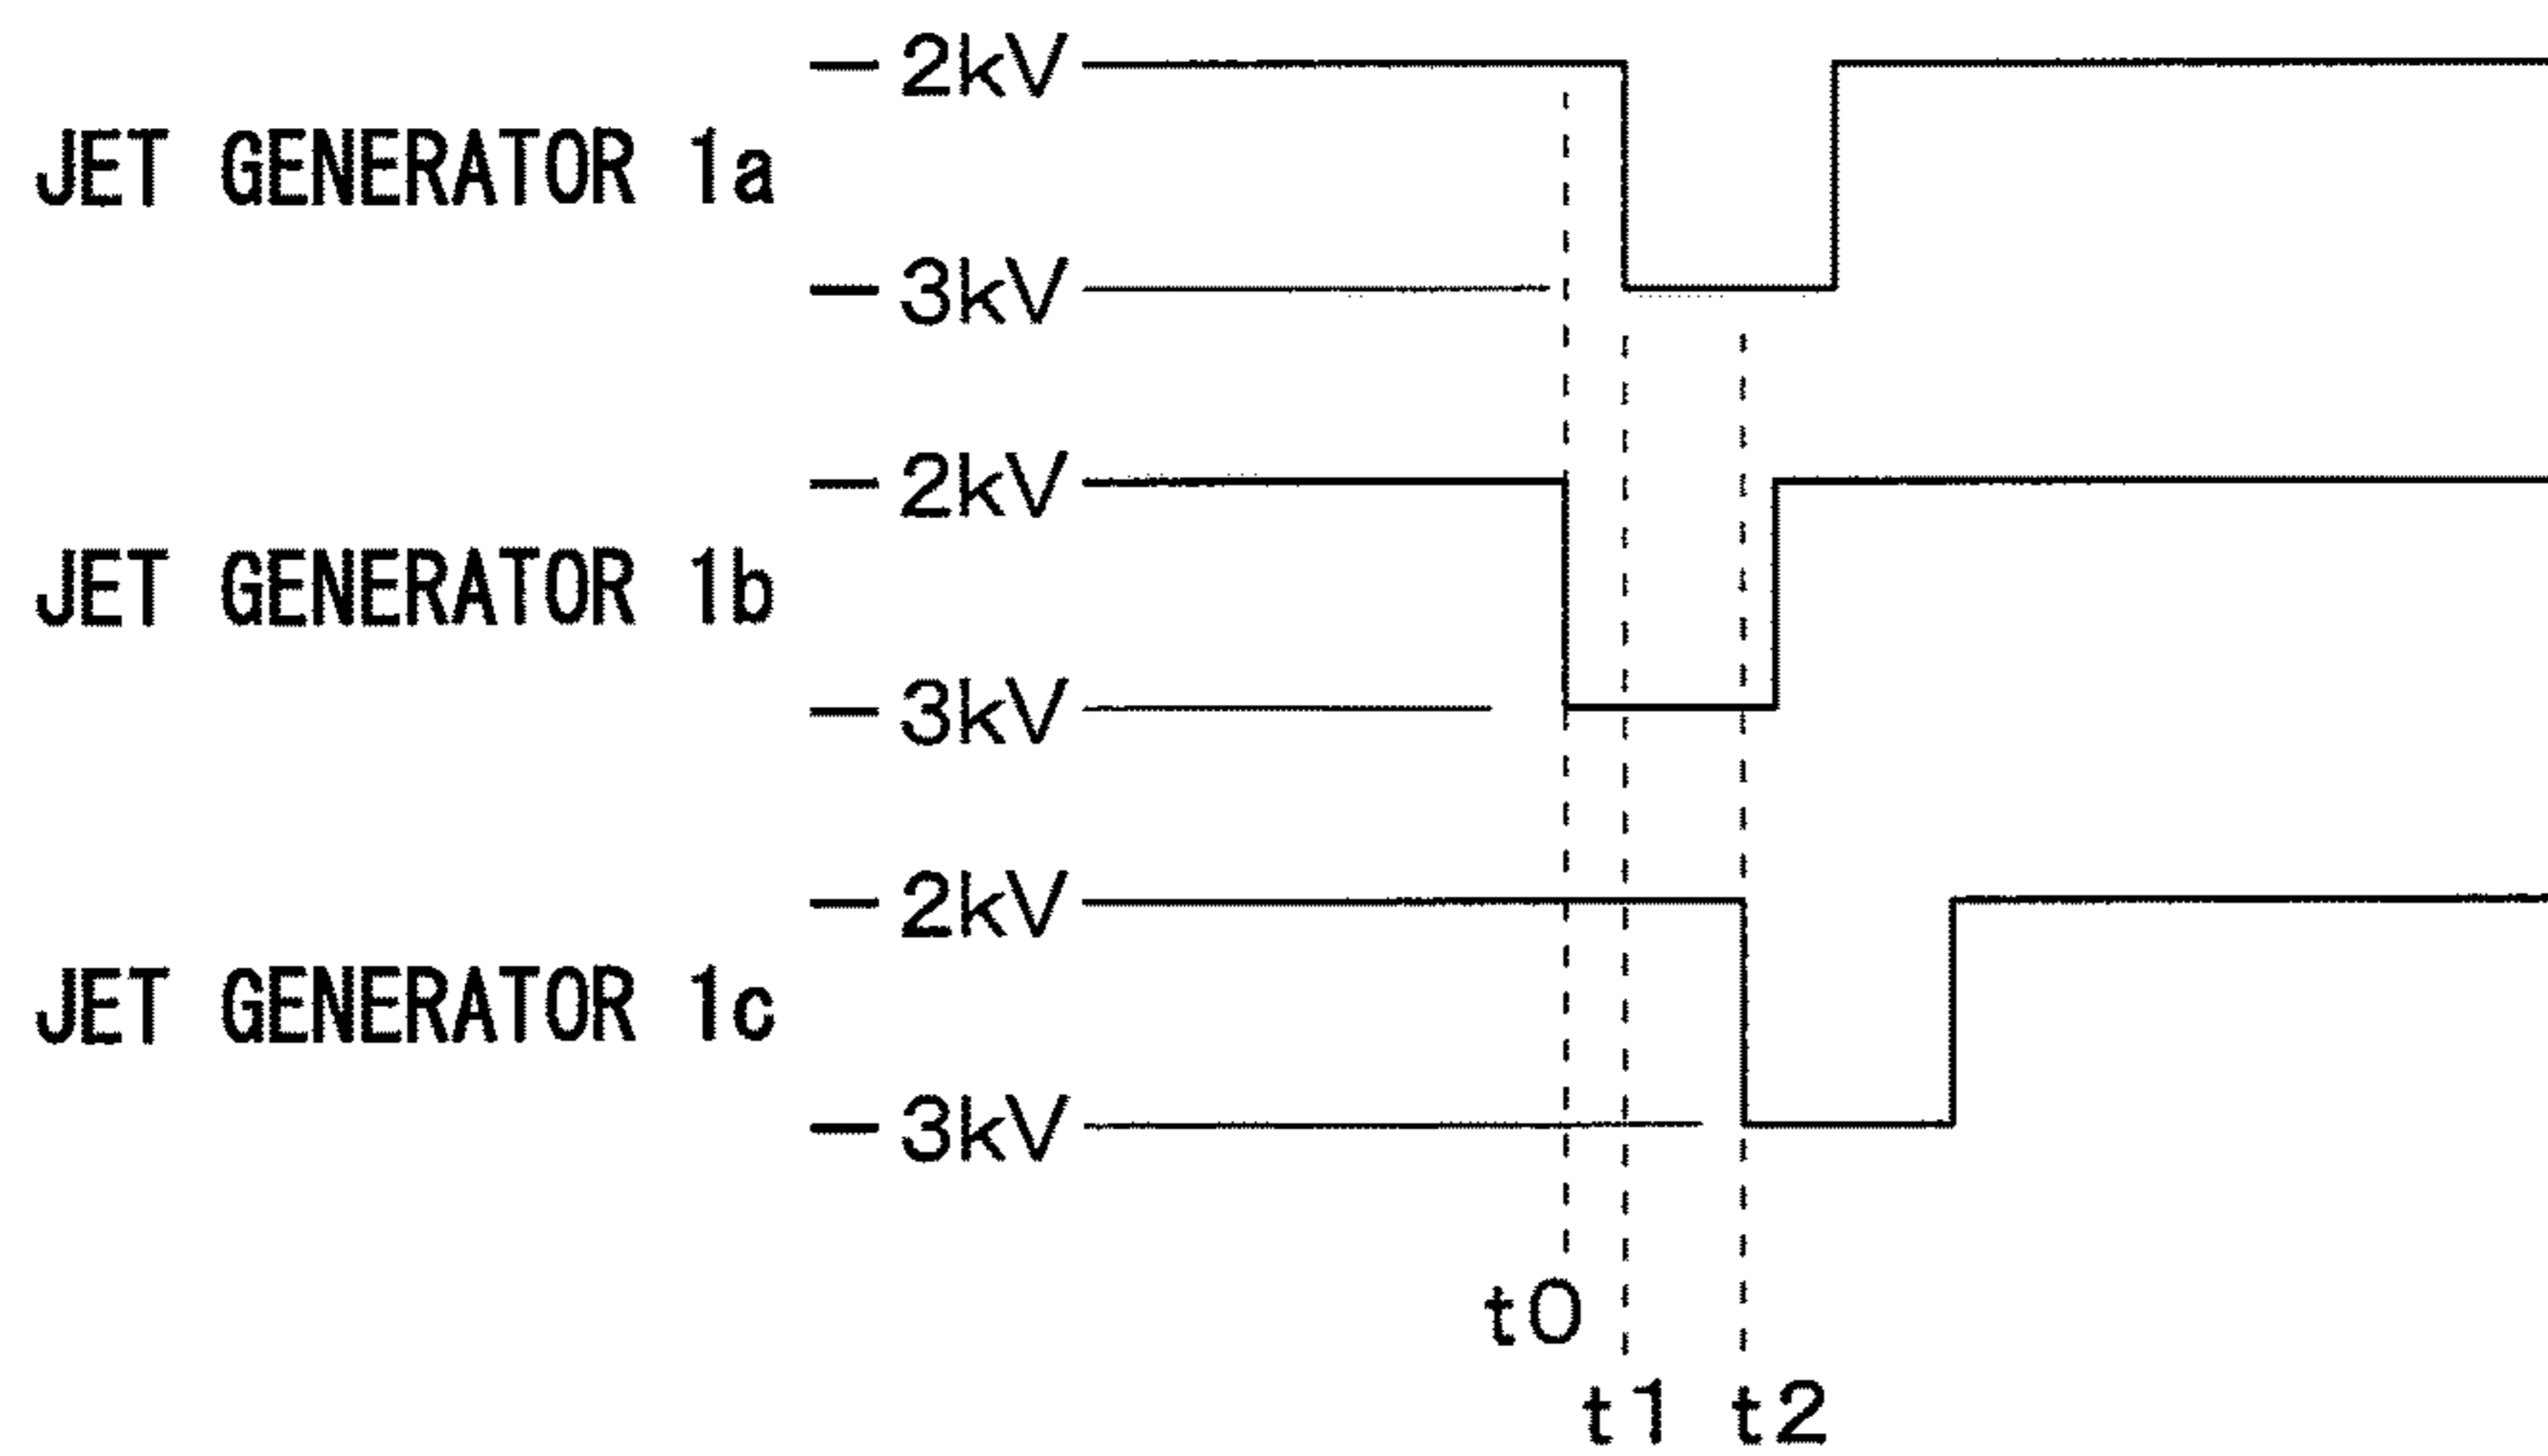 -2kV
JET GENERATOR 1a
-3kV
-2kV
JET GENERATOR 1b
-3kV
-2kV
JET GENERATOR 1c
-3kV
t0
t1 t2